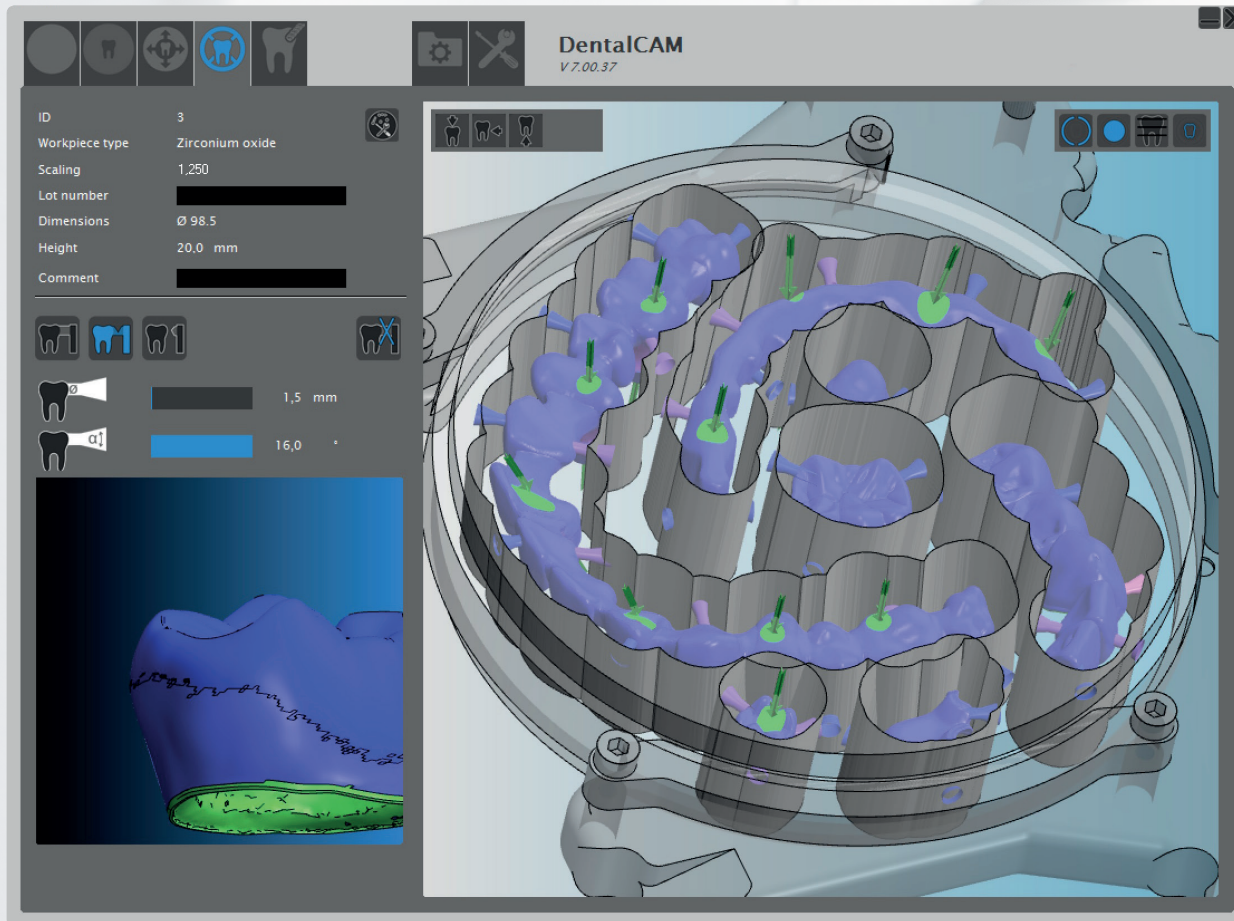 DentalCAM
V 7.00.37
ID 3
Workpiece type Zirconium oxide
Scaling 1,250
Lot number
Dimensions Ø 98.5
Height 20,0 mm
Comment
Ø 1,5 mm
α 16,0 °